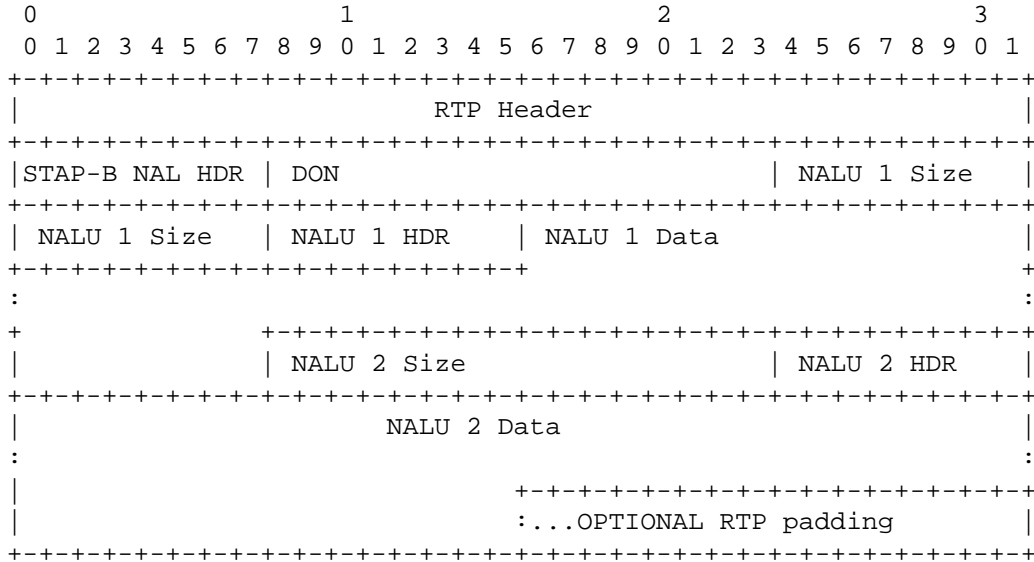 0                   1                   2                   3
 0 1 2 3 4 5 6 7 8 9 0 1 2 3 4 5 6 7 8 9 0 1 2 3 4 5 6 7 8 9 0 1
+-+-+-+-+-+-+-+-+-+-+-+-+-+-+-+-+-+-+-+-+-+-+-+-+-+-+-+-+-+-+-+-+
|                          RTP Header                           |
+-+-+-+-+-+-+-+-+-+-+-+-+-+-+-+-+-+-+-+-+-+-+-+-+-+-+-+-+-+-+-+-+
|STAP-B NAL HDR | DON                           | NALU 1 Size   |
+-+-+-+-+-+-+-+-+-+-+-+-+-+-+-+-+-+-+-+-+-+-+-+-+-+-+-+-+-+-+-+-+
| NALU 1 Size   | NALU 1 HDR    | NALU 1 Data                   |
+-+-+-+-+-+-+-+-+-+-+-+-+-+-+-+-+                               +
:                                                               :
+               +-+-+-+-+-+-+-+-+-+-+-+-+-+-+-+-+-+-+-+-+-+-+-+-+
|               | NALU 2 Size                   | NALU 2 HDR    |
+-+-+-+-+-+-+-+-+-+-+-+-+-+-+-+-+-+-+-+-+-+-+-+-+-+-+-+-+-+-+-+-+
|                       NALU 2 Data                             |
:                                                               :
|                               +-+-+-+-+-+-+-+-+-+-+-+-+-+-+-+-+
|                               :...OPTIONAL RTP padding        |
+-+-+-+-+-+-+-+-+-+-+-+-+-+-+-+-+-+-+-+-+-+-+-+-+-+-+-+-+-+-+-+-+